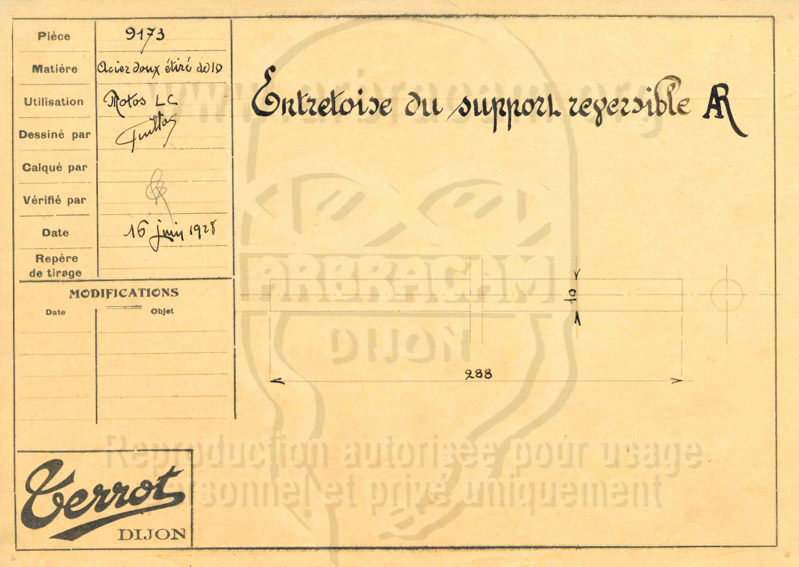 Pièce 9173
Matière Acier doux étiré de 10
Utilisation Motos LC
Dessiné par
Calqué par
Vérifié par
Date 16 juin 1928
Repère
de tirage
MODIFICATIONS
Date Objet
Entretoise du support reversible AR
10
288
ARBRACAM
DIJON
Reproduction autorisée pour usage
personnel et privé uniquement
Terrot
DIJON